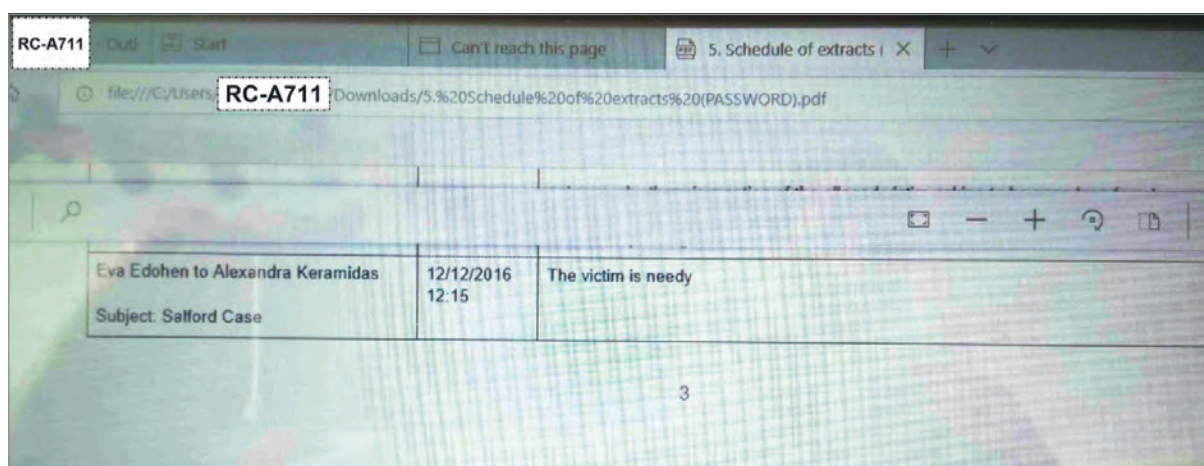 RC-A711
Outl
Start
Can't reach this page
5. Schedule of extracts (
file:///C:/Users/ RC-A711 Downloads/5.%20Schedule%20of%20extracts%20(PASSWORD).pdf
Eva Edohen to Alexandra Keramidas
12/12/2016
12:15
The victim is needy
Subject: Salford Case
3